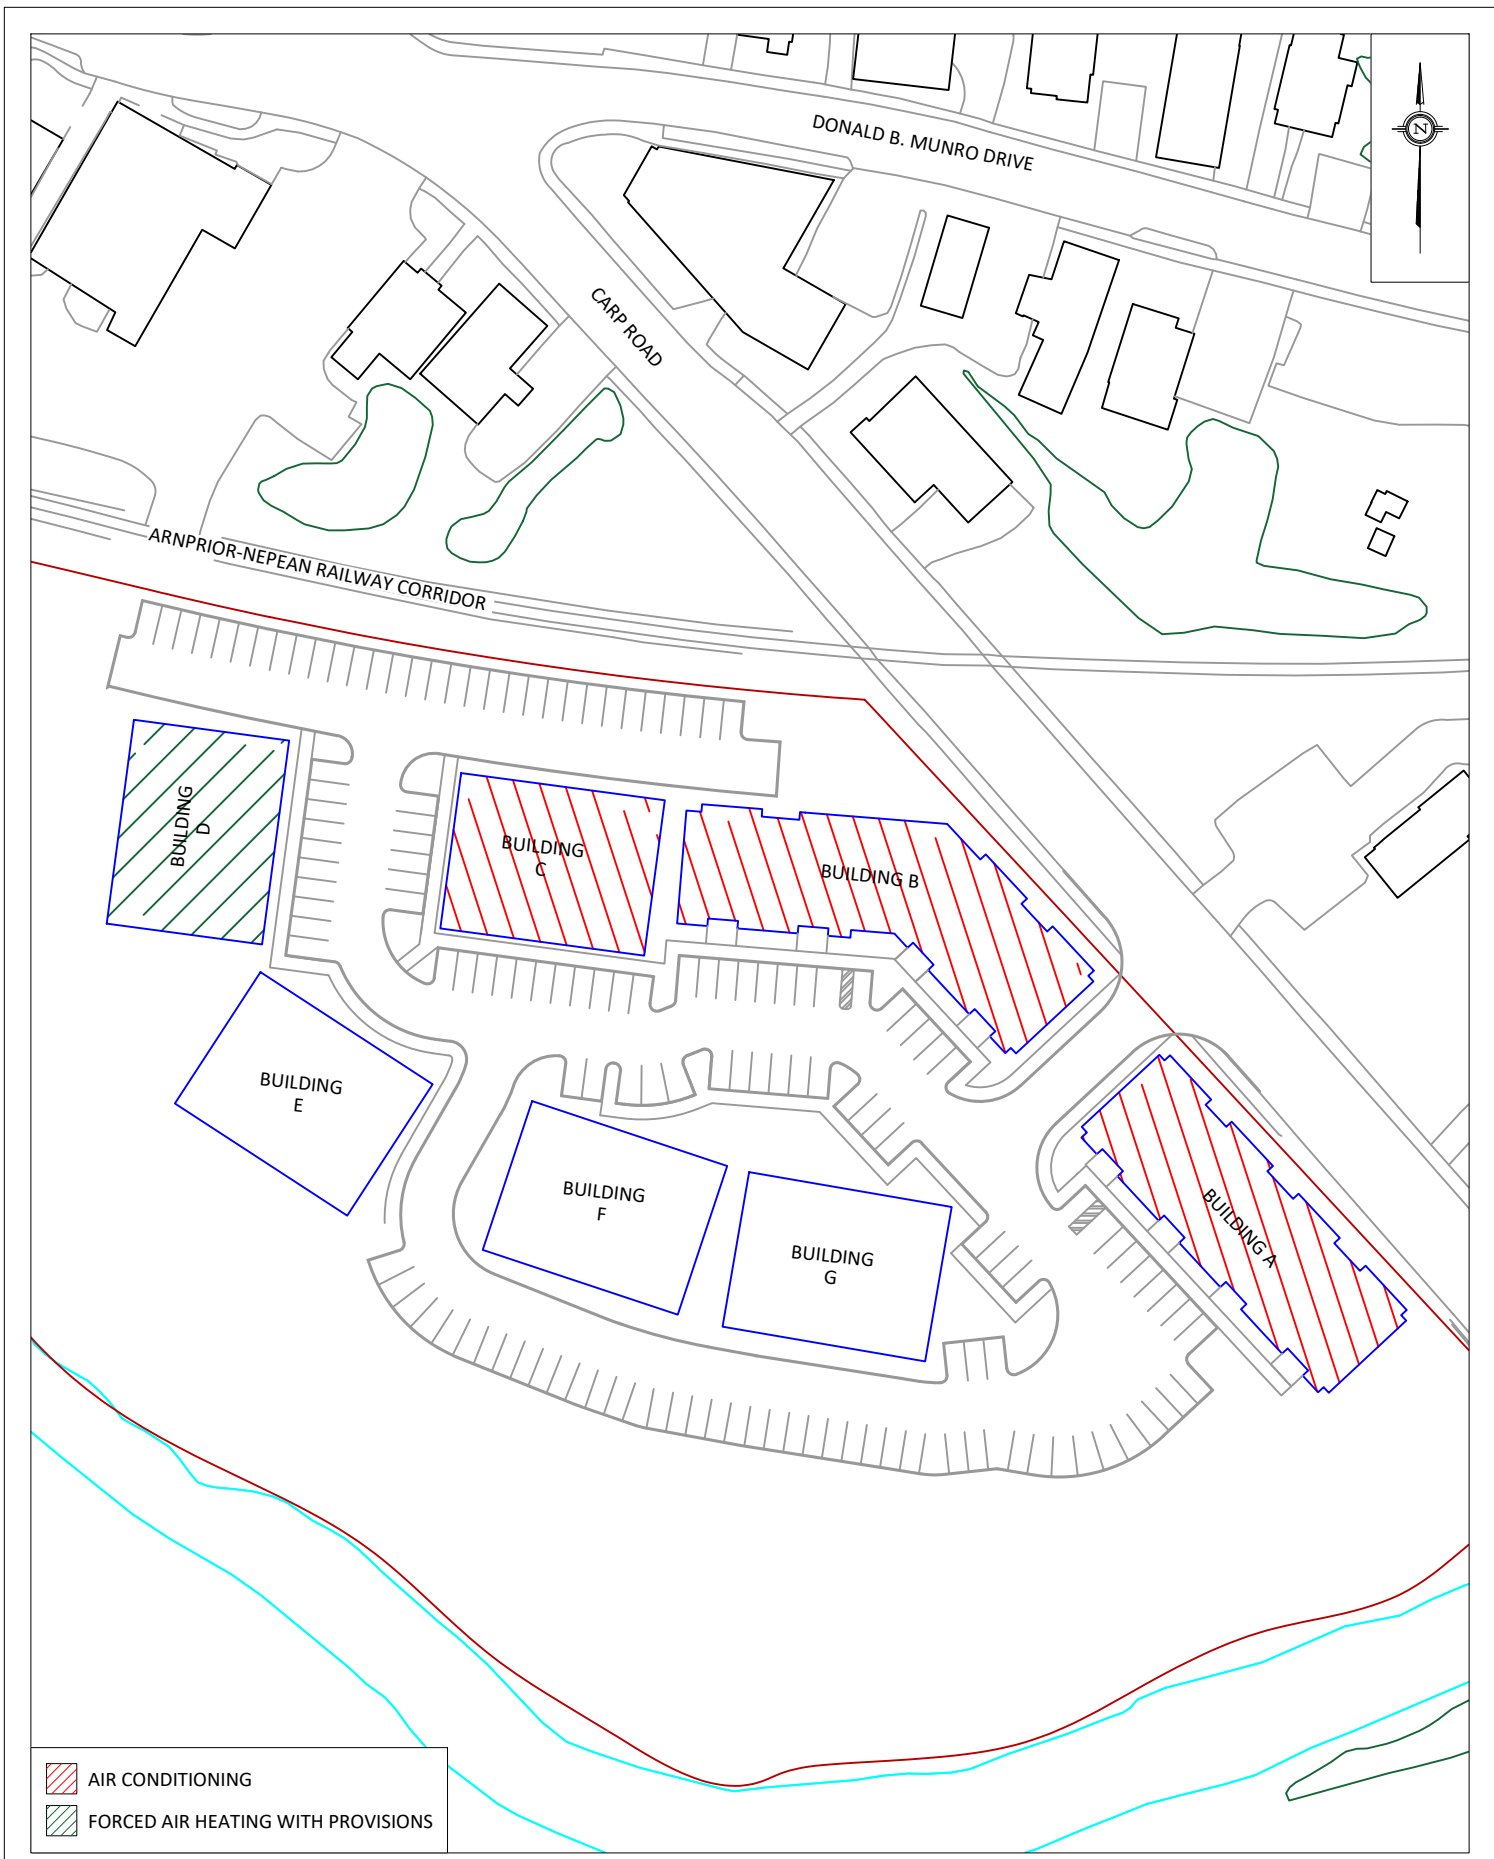 DONALD B. MUNRO DRIVE
N
CARP ROAD
ARNPRIOR-NEPEAN RAILWAY CORRIDOR
BUILDING
D
BUILDING
C
BUILDING B
BUILDING
E
BUILDING
F
BUILDING
G
BUILDING A
AIR CONDITIONING
FORCED AIR HEATING WITH PROVISIONS